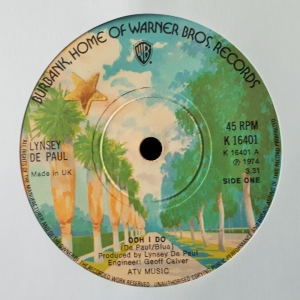 BURBANK, HOME OF WARNER BROS. RECORDS
WB
LYNSEY
DE PAUL
Made in UK
45 RPM
K 16401
K 16401 A
Ⓟ 1974
3.31
SIDE ONE
OOH I DO
(De Paul/Blue)
Produced by Lynsey De Paul
Engineer: Geoff Calver
ATV MUSIC